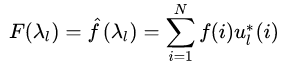 F(λ_l) = \hat{f}(λ_l) = \sum_{i=1}^{N} f(i)u_l^*(i)